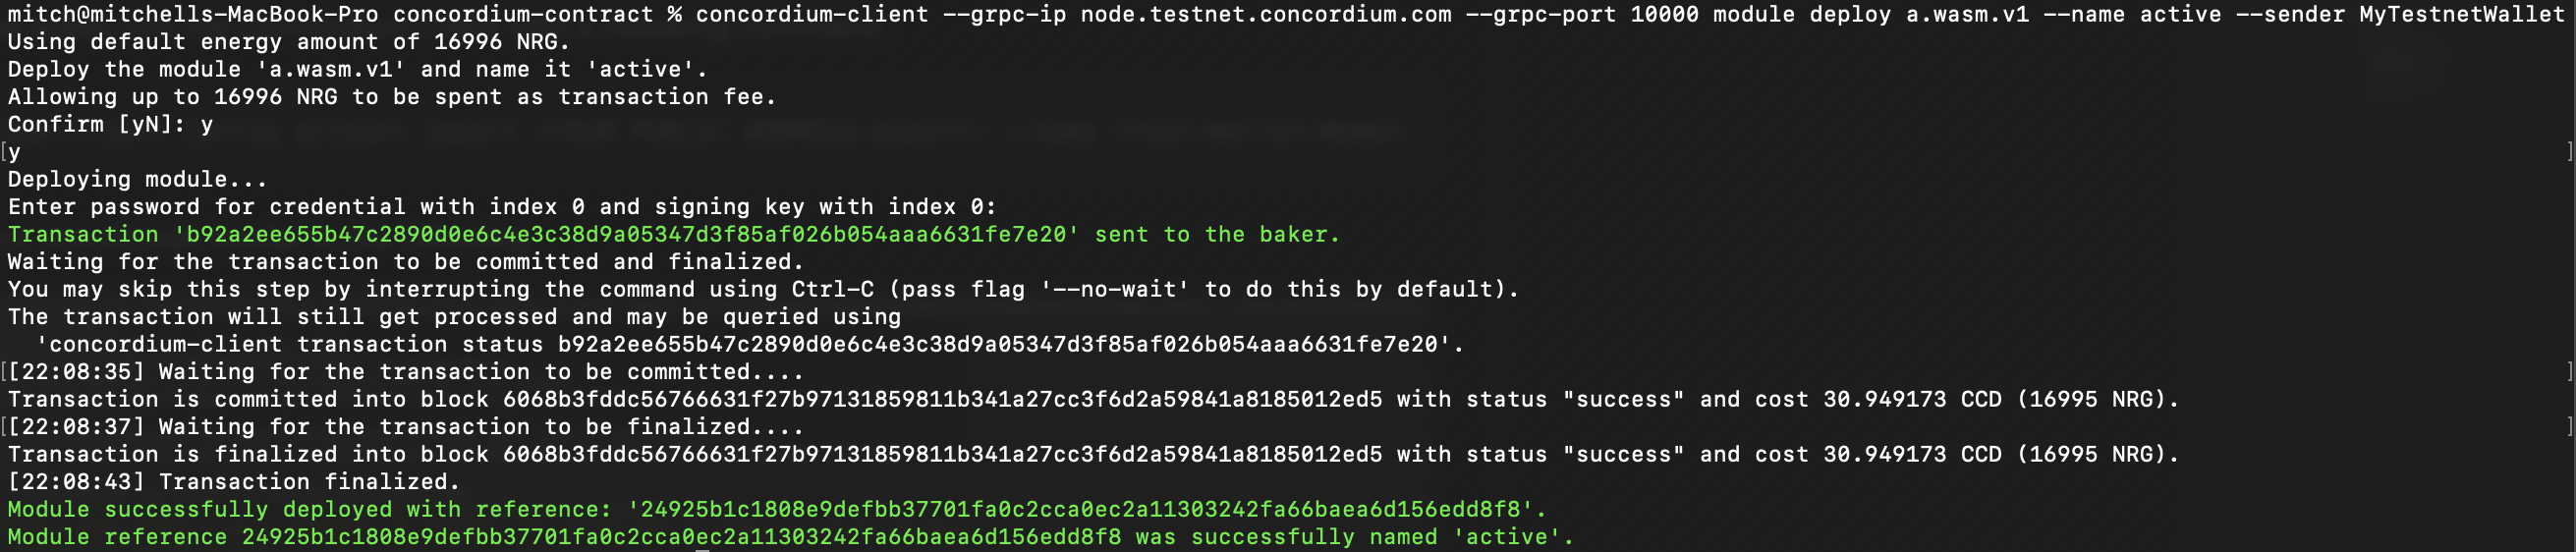 mitch@mitchells-MacBook-Pro concordium-contract % concordium-client --grpc-ip node.testnet.concordium.com --grpc-port 10000 module deploy a.wasm.v1 --name active --sender MyTestnetWallet
Using default energy amount of 16996 NRG.
Deploy the module 'a.wasm.v1' and name it 'active'.
Allowing up to 16996 NRG to be spent as transaction fee.
Confirm [yN]: y
[y ]
Deploying module...
Enter password for credential with index 0 and signing key with index 0:
Transaction 'b92a2ee655b47c2890d0e6c4e3c38d9a05347d3f85af026b054aaa6631fe7e20' sent to the baker.
Waiting for the transaction to be committed and finalized.
You may skip this step by interrupting the command using Ctrl-C (pass flag '--no-wait' to do this by default).
The transaction will still get processed and may be queried using
'concordium-client transaction status b92a2ee655b47c2890d0e6c4e3c38d9a05347d3f85af026b054aaa6631fe7e20'.
[[22:08:35] Waiting for the transaction to be committed.... ]
Transaction is committed into block 6068b3fddc56766631f27b97131859811b341a27cc3f6d2a59841a8185012ed5 with status "success" and cost 30.949173 CCD (16995 NRG).
[[22:08:37] Waiting for the transaction to be finalized.... ]
Transaction is finalized into block 6068b3fddc56766631f27b97131859811b341a27cc3f6d2a59841a8185012ed5 with status "success" and cost 30.949173 CCD (16995 NRG).
[22:08:43] Transaction finalized.
Module successfully deployed with reference: '24925b1c1808e9defbb37701fa0c2cca0ec2a11303242fa66baea6d156edd8f8'.
Module reference 24925b1c1808e9defbb37701fa0c2cca0ec2a11303242fa66baea6d156edd8f8 was successfully named 'active'.